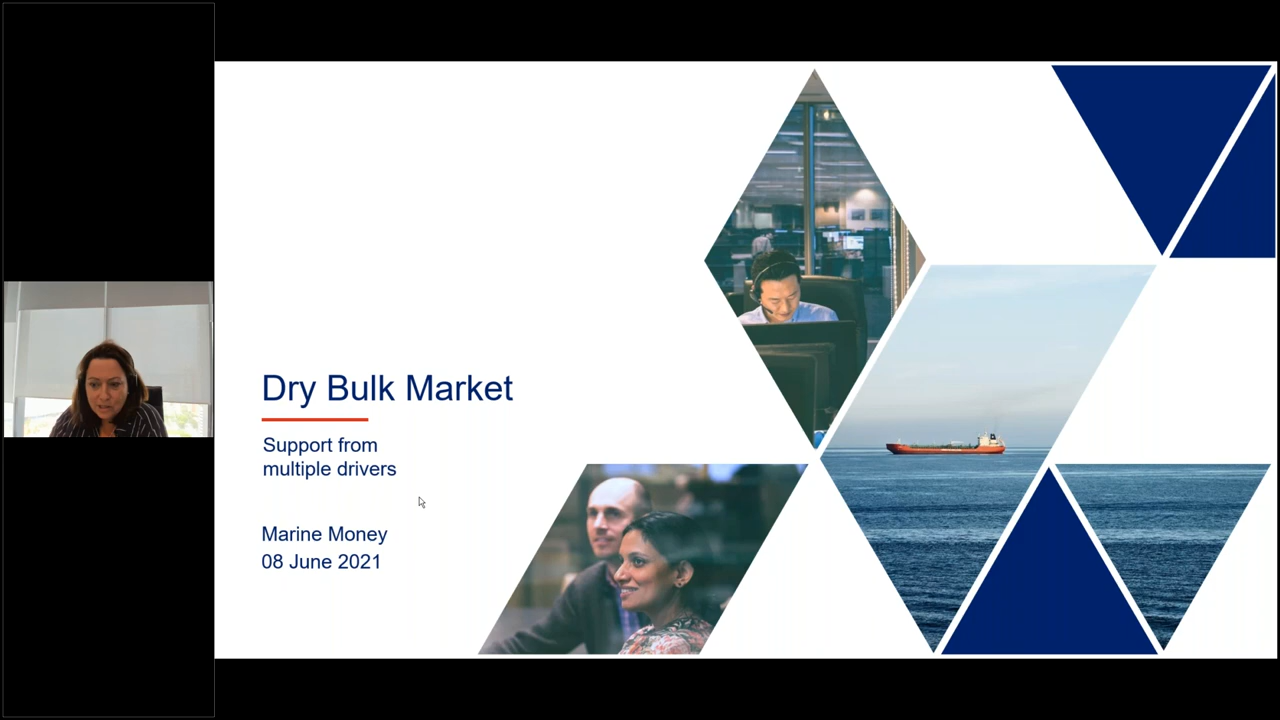 Dry Bulk Market
Support from
multiple drivers
Marine Money
08 June 2021